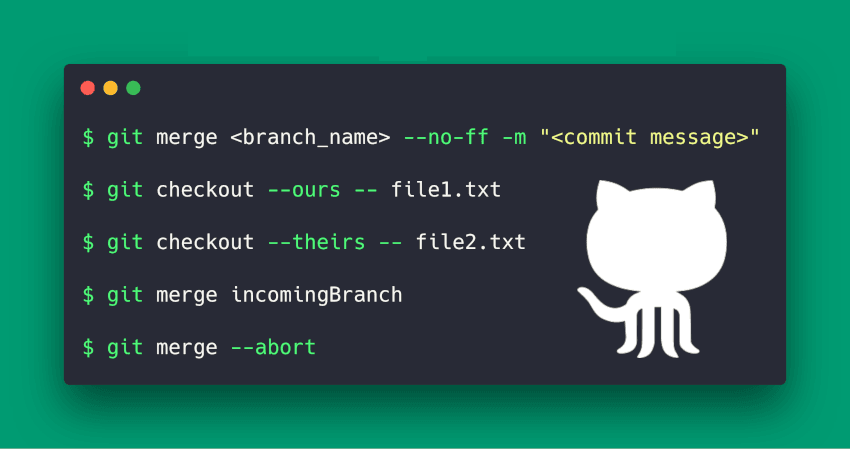 $ git merge <branch_name> --no-ff -m "<commit message>"
$ git checkout --ours -- file1.txt
$ git checkout --theirs -- file2.txt
$ git merge incomingBranch
$ git merge --abort